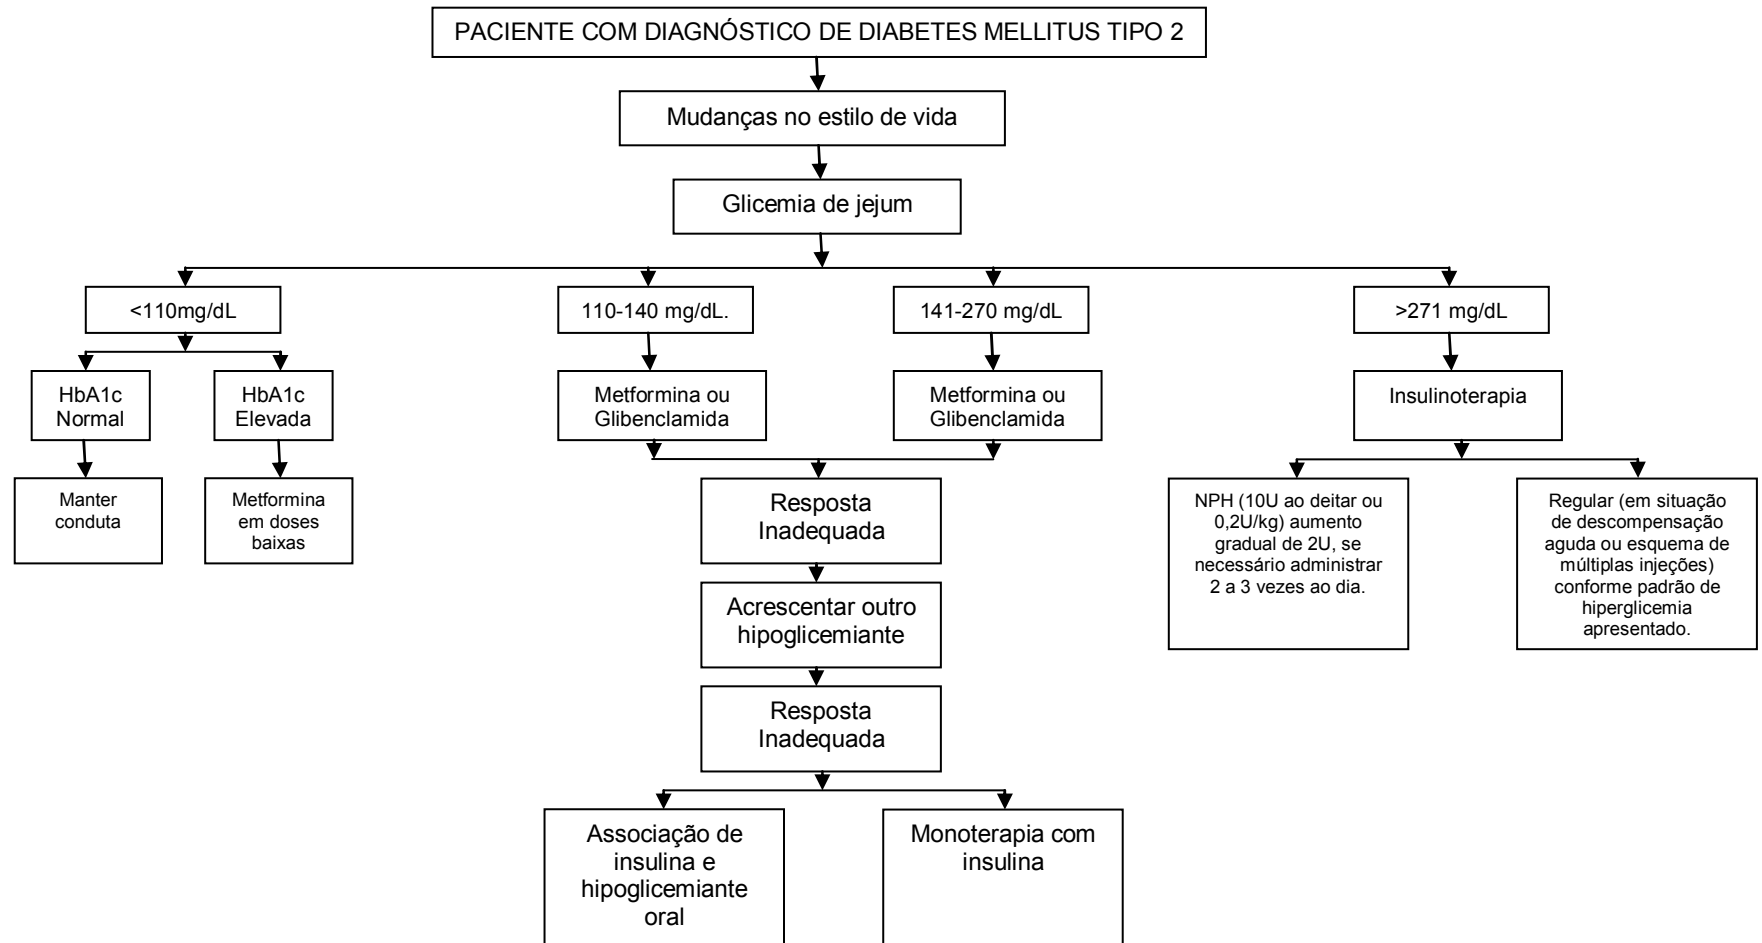 PACIENTE COM DIAGNÓSTICO DE DIABETES MELLITUS TIPO 2
Mudanças no estilo de vida
Glicemia de jejum
<110mg/dL
110-140 mg/dL.
141-270 mg/dL
>271 mg/dL
HbA1c
Normal
HbA1c
Elevada
Metformina ou
Glibenclamida
Metformina ou
Glibenclamida
Insulinoterapia
Manter
conduta
Metformina
em doses
baixas
Resposta
Inadequada
NPH (10U ao deitar ou
0,2U/kg) aumento
gradual de 2U, se
necessário administrar
2 a 3 vezes ao dia.
Regular (em situação
de descompensação
aguda ou esquema de
múltiplas injeções)
conforme padrão de
hiperglicemia
apresentado.
Acrescentar outro
hipoglicemiante
Resposta
Inadequada
Associação de
insulina e
hipoglicemiante
oral
Monoterapia com
insulina